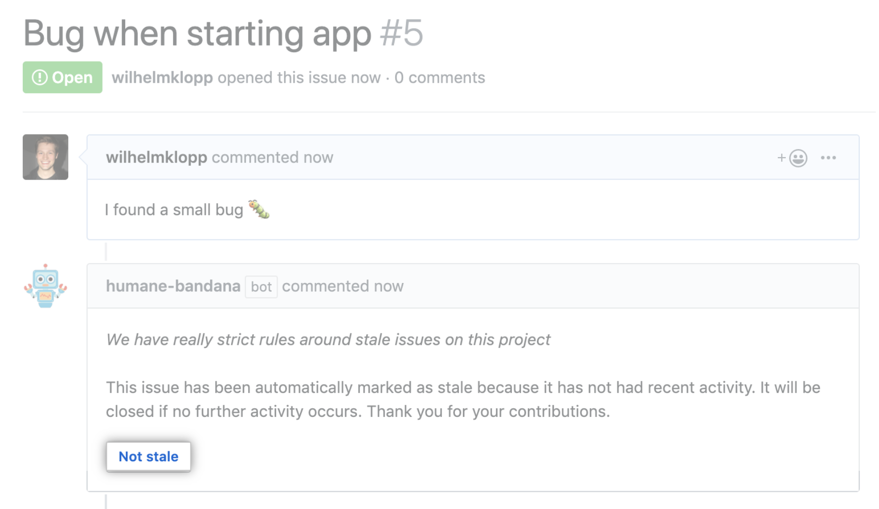 Bug when starting app #5
Open wilhelmklopp opened this issue now · 0 comments
wilhelmklopp commented now
I found a small bug 🐛
humane-bandana bot commented now
We have really strict rules around stale issues on this project
This issue has been automatically marked as stale because it has not had recent activity. It will be
closed if no further activity occurs. Thank you for your contributions.
Not stale